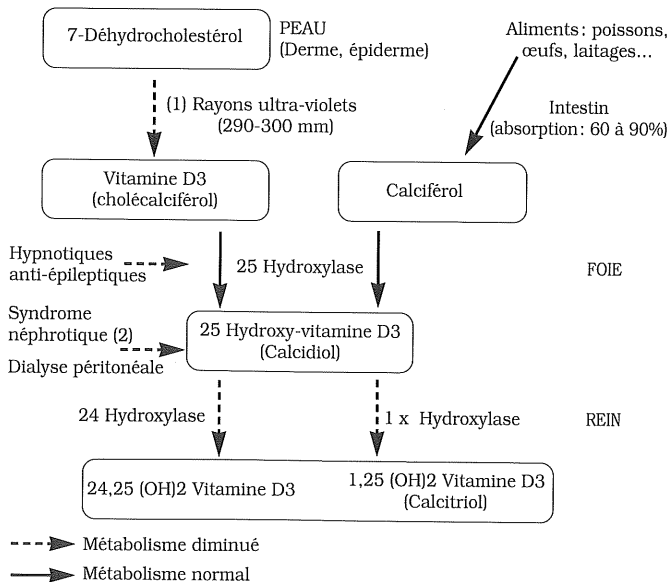 7-Déhydrocholestérol
PEAU
(Derme, épiderme)
Aliments : poissons,
œufs, laitages...
(1) Rayons ultra-violets
(290-300 mm)
Intestin
(absorption : 60 à 90%)
Vitamine D3
(cholécalciférol)
Calciférol
Hypnotiques
anti-épileptiques
25 Hydroxylase
FOIE
Syndrome
néphrotique (2)
Dialyse péritonéale
25 Hydroxy-vitamine D3
(Calcidiol)
24 Hydroxylase
1 x Hydroxylase
REIN
24,25 (OH)2 Vitamine D3
1,25 (OH)2 Vitamine D3
(Calcitriol)
Métabolisme diminué
Métabolisme normal